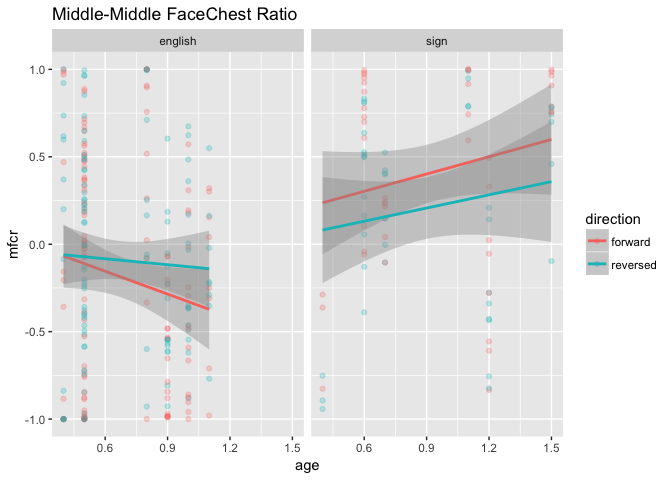 Middle-Middle FaceChest Ratio
english sign
1.0
0.5
0.0
-0.5
-1.0
mfcr
0.6 0.9 1.2 1.5 0.6 0.9 1.2 1.5
age
direction
forward
reversed